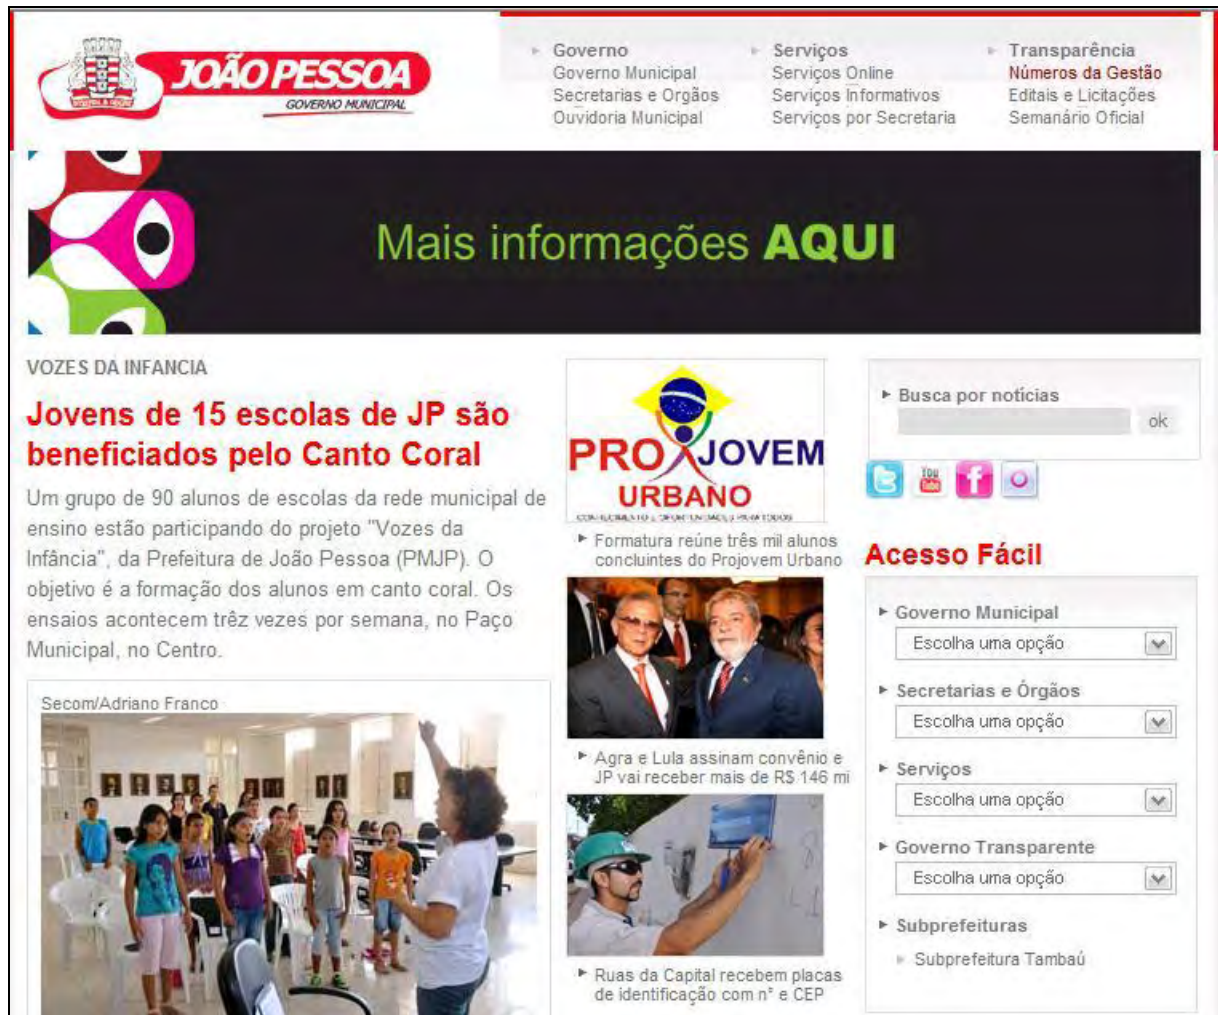 JOÃO PESSOA
GOVERNO MUNICIPAL
Governo
Governo Municipal
Secretarias e Orgãos
Ouvidoria Municipal
Serviços
Serviços Online
Serviços Informativos
Serviços por Secretaria
Transparência
Números da Gestão
Editais e Licitações
Semanário Oficial
Mais informações AQUI
VOZES DA INFANCIA
Jovens de 15 escolas de JP são
beneficiados pelo Canto Coral
Um grupo de 90 alunos de escolas da rede municipal de
ensino estão participando do projeto "Vozes da
Infância", da Prefeitura de João Pessoa (PMJP). O
objetivo é a formação dos alunos em canto coral. Os
ensaios acontecem trêz vezes por semana, no Paço
Municipal, no Centro.
Secom/Adriano Franco
PROJOVEM
URBANO
CONHECIMENTO E OPORTUNIDADES PARA TODOS
Formatura reúne três mil alunos
concluintes do Projovem Urbano
Agra e Lula assinam convênio e
JP vai receber mais de R$ 146 mi
Ruas da Capital recebem placas
de identificação com n° e CEP
Busca por notícias
ok
You
Tube
Acesso Fácil
Governo Municipal
Escolha uma opção
Secretarias e Órgãos
Escolha uma opção
Serviços
Escolha uma opção
Governo Transparente
Escolha uma opção
Subprefeituras
Subprefeitura Tambaú